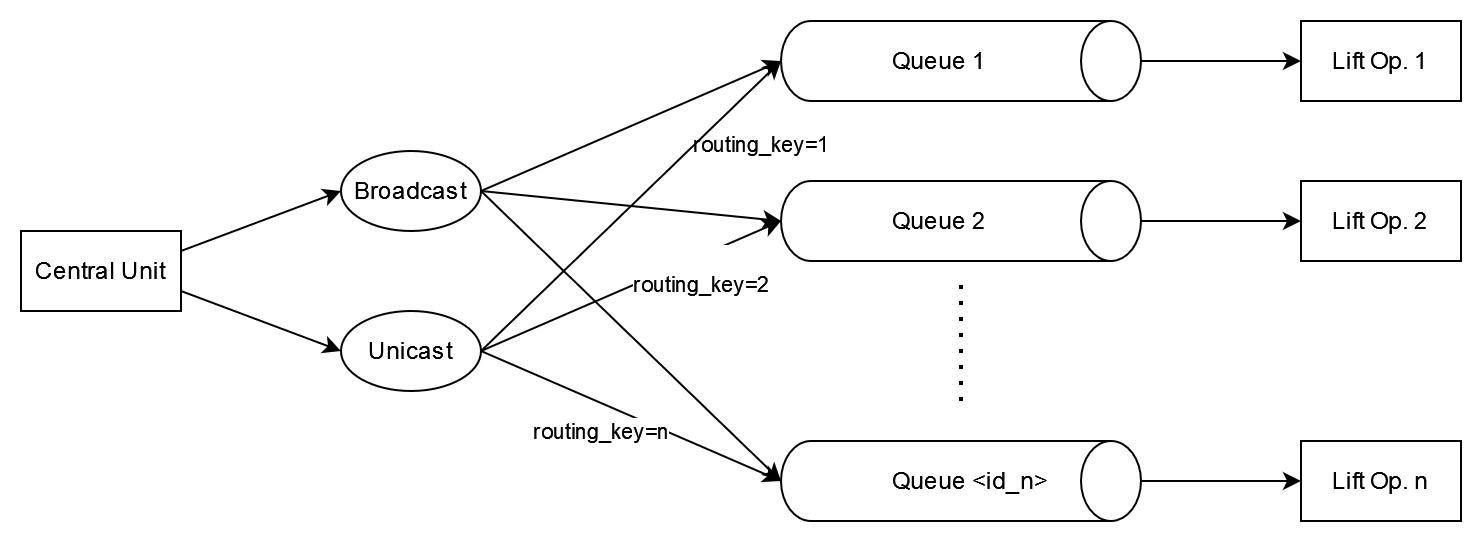 Queue 1
Lift Op. 1
routing_key=1
Broadcast
Queue 2
Lift Op. 2
Central Unit
routing_key=2
Unicast
routing_key=n
Queue <id_n>
Lift Op. n